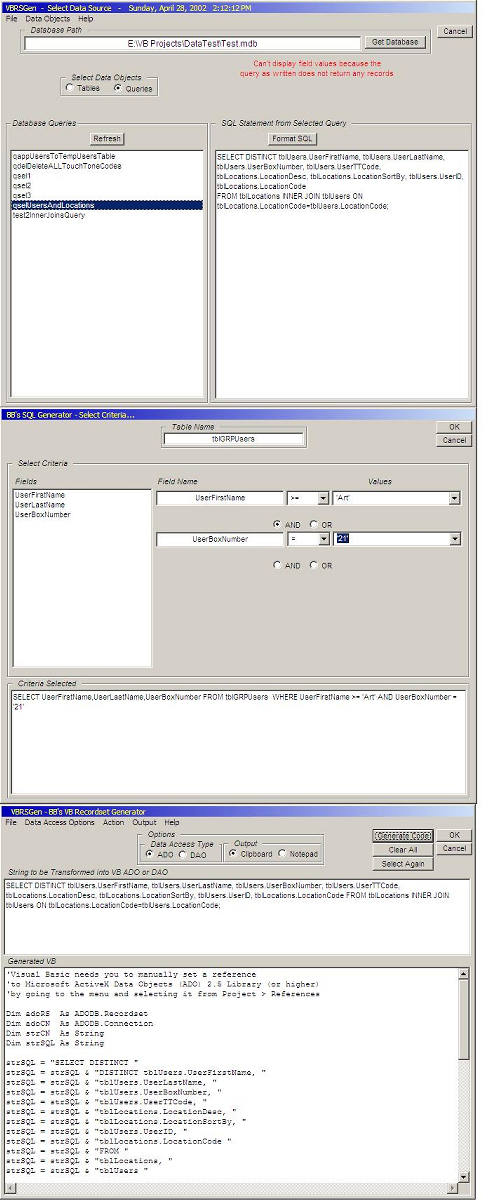 VBRSGen - Select Data Source - Sunday, April 28, 2002 2:12:12 PM
File Data Objects Help
Database Path
Cancel
E:\VB Projects\DataTest\Test.mdb
Get Database
Can't display field values because the
query as written does not return any records
Select Data Objects
Tables Queries
Database Queries
SQL Statement from Selected Query
Refresh
Format SQL
qappUsersToTempUsersTable
qdelDeleteALLTouchToneCodes
qsel1
qsel2
qsel3
qselUsersAndLocations
test2InnerJoinsQuery
SELECT DISTINCT tblUsers.UserFirstName, tblUsers.UserLastName,
tblUsers.UserBoxNumber, tblUsers.UserTTCode,
tblLocations.LocationDesc, tblLocations.LocationSortBy, tblUsers.UserID,
tblLocations.LocationCode
FROM tblLocations INNER JOIN tblUsers ON
tblLocations.LocationCode=tblUsers.LocationCode;
BB's SQL Generator - Select Criteria...
Table Name
OK
tblGRPUsers
Cancel
Select Criteria
Fields
Field Name
Values
UserFirstName
UserLastName
UserBoxNumber
UserFirstName >= 'Art'
AND OR
UserBoxNumber = '21'
AND OR
Criteria Selected
SELECT UserFirstName,UserLastName,UserBoxNumber FROM tblGRPUsers WHERE UserFirstName >= 'Art' AND UserBoxNumber =
'21'
VBRSGen - BB's VB Recordset Generator
File Data Access Options Action Output Help
Options
Data Access Type
ADO DAO
Output
Clipboard Notepad
Generate Code
OK
Clear All
Cancel
Select Again
String to be Transformed into VB ADO or DAO
SELECT DISTINCT tblUsers.UserFirstName, tblUsers.UserLastName, tblUsers.UserBoxNumber, tblUsers.UserTTCode,
tblLocations.LocationDesc, tblLocations.LocationSortBy, tblUsers.UserID, tblLocations.LocationCode FROM tblLocations INNER JOIN
tblUsers ON tblLocations.LocationCode=tblUsers.LocationCode;
Generated VB
'Visual Basic needs you to manually set a reference
'to Microsoft ActiveX Data Objects (ADO) 2.5 Library (or higher)
'by going to the menu and selecting it from Project > References
Dim adoRS As ADODB.Recordset
Dim adoCN As ADODB.Connection
Dim strCN As String
Dim strSQL As String
strSQL = "SELECT DISTINCT "
strSQL = strSQL & "DISTINCT tblUsers.UserFirstName, "
strSQL = strSQL & "tblUsers.UserLastName, "
strSQL = strSQL & "tblUsers.UserBoxNumber, "
strSQL = strSQL & "tblUsers.UserTTCode, "
strSQL = strSQL & "tblLocations.LocationDesc, "
strSQL = strSQL & "tblLocations.LocationSortBy, "
strSQL = strSQL & "tblUsers.UserID, "
strSQL = strSQL & "tblLocations.LocationCode "
strSQL = strSQL & "FROM "
strSQL = strSQL & "tblLocations, "
strSQL = strSQL & "tblUsers "